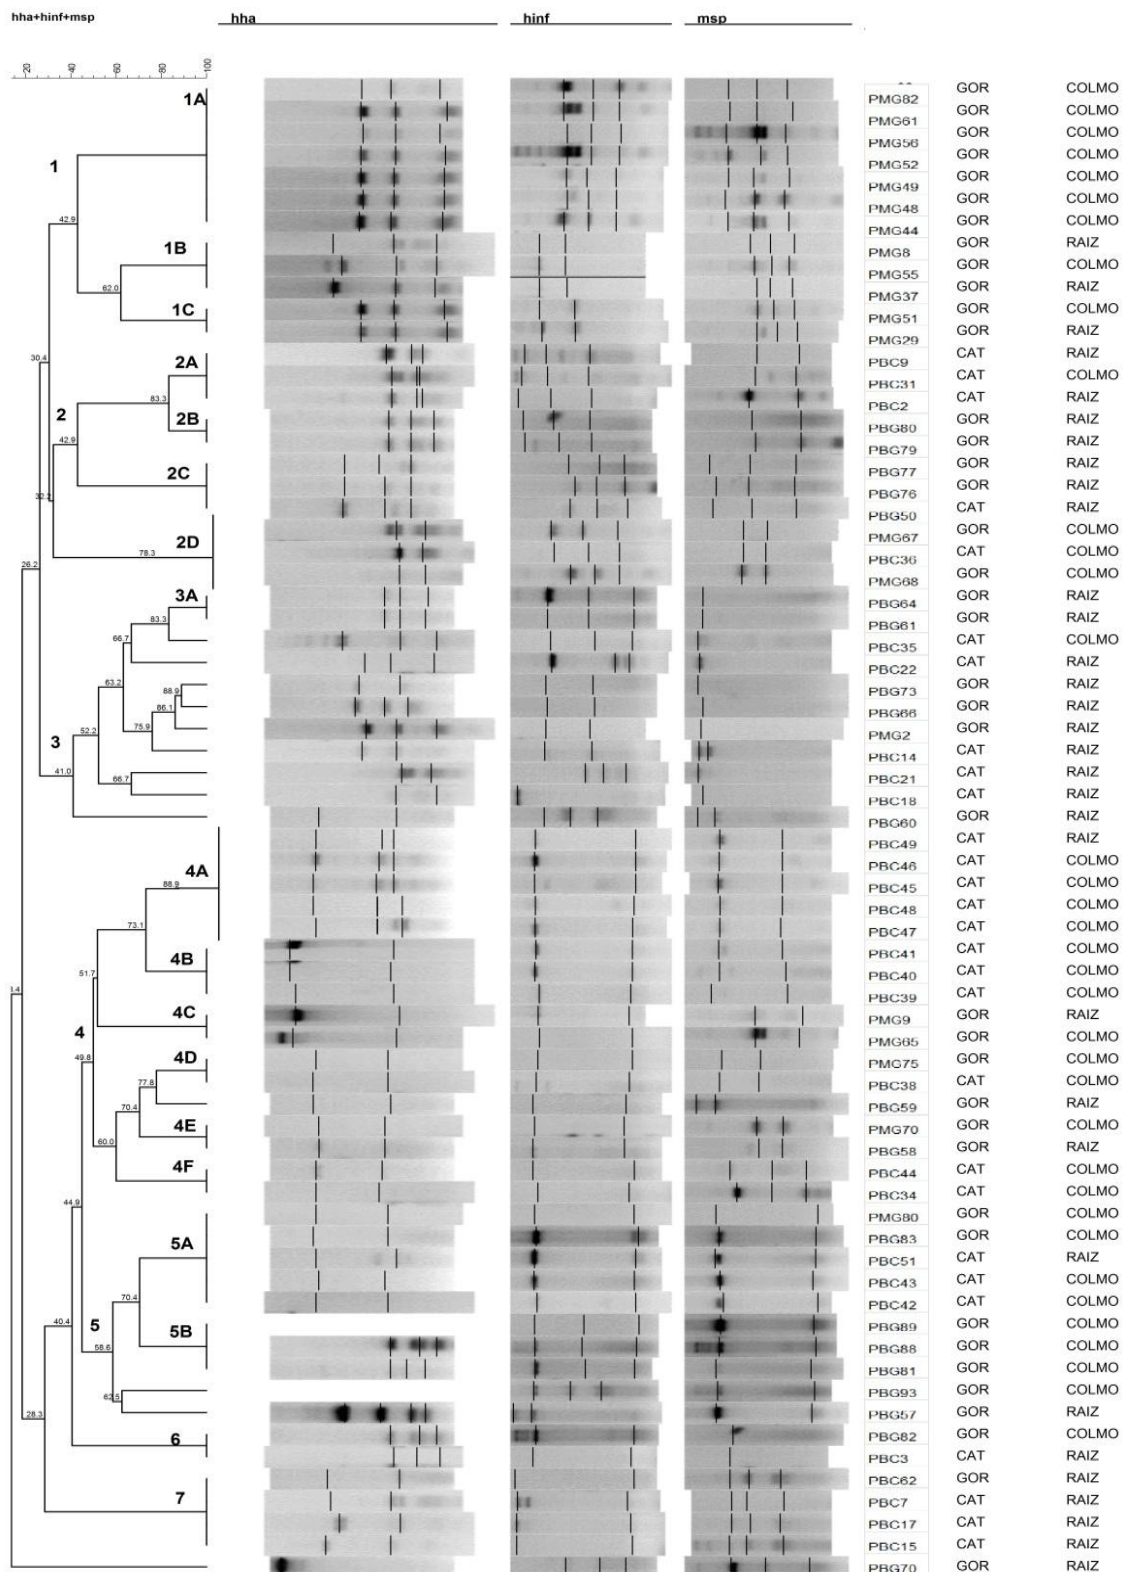 hha+hinf+msp hha hinf msp
20 40 60 80 100
GOR COLMO
1A PMG82
GOR COLMO
PMG61
GOR COLMO
PMG56
1 GOR COLMO
PMG52
GOR COLMO
PMG49
GOR COLMO
PMG48
42.9 GOR COLMO
PMG44
1B GOR RAIZ
PMG8
GOR COLMO
PMG55
62.0 GOR RAIZ
PMG37
1C GOR COLMO
PMG51
GOR RAIZ
PMG29
30.4 CAT RAIZ
2A PBC9
CAT COLMO
PBC31
83.3 CAT RAIZ
PBC2
2 2B GOR RAIZ
PBG80
42.9 GOR RAIZ
PBG79
2C GOR RAIZ
PBG77
GOR RAIZ
PBG76
32.2 CAT RAIZ
PBG50
GOR COLMO
2D PMG67
78.3 CAT COLMO
PBC36
26.2 GOR COLMO
PMG68
3A GOR RAIZ
PBG64
83.3 GOR RAIZ
PBG61
66.7 CAT COLMO
PBC35
CAT RAIZ
PBC22
63.2 88.9 GOR RAIZ
PBG73
86.1 GOR RAIZ
PBG66
52.2 75.9 GOR RAIZ
3 PMG2
CAT RAIZ
PBC14
41.0 66.7 CAT RAIZ
PBC21
CAT RAIZ
PBC18
GOR RAIZ
PBG60
CAT RAIZ
PBC49
CAT COLMO
4A PBC46
88.9 CAT COLMO
PBC45
CAT COLMO
PBC48
73.1 CAT COLMO
PBC47
CAT COLMO
4B PBC41
51.7 CAT COLMO
PBC40
CAT COLMO
PBC39
4C GOR RAIZ
PMG9
4 GOR COLMO
PMG65
49.8 4D GOR COLMO
PMG75
77.8 CAT COLMO
PBC38
70.4 GOR RAIZ
PBG59
4E GOR COLMO
PMG70
60.0 GOR RAIZ
PBG58
4F CAT COLMO
PBC44
CAT COLMO
PBC34
44.9 GOR COLMO
PMG80
GOR COLMO
5A PBG83
CAT RAIZ
PBC51
CAT COLMO
PBC43
70.4 CAT COLMO
PBC42
40.4 5 GOR COLMO
5B PBG89
58.6 GOR COLMO
PBG88
GOR COLMO
PBG81
62.5 GOR COLMO
PBG93
28.3 GOR RAIZ
PBG57
6 GOR COLMO
PBG82
CAT RAIZ
PBC3
GOR RAIZ
PBC62
7 CAT RAIZ
PBC7
CAT RAIZ
PBC17
CAT RAIZ
PBC15
GOR RAIZ
PBG70